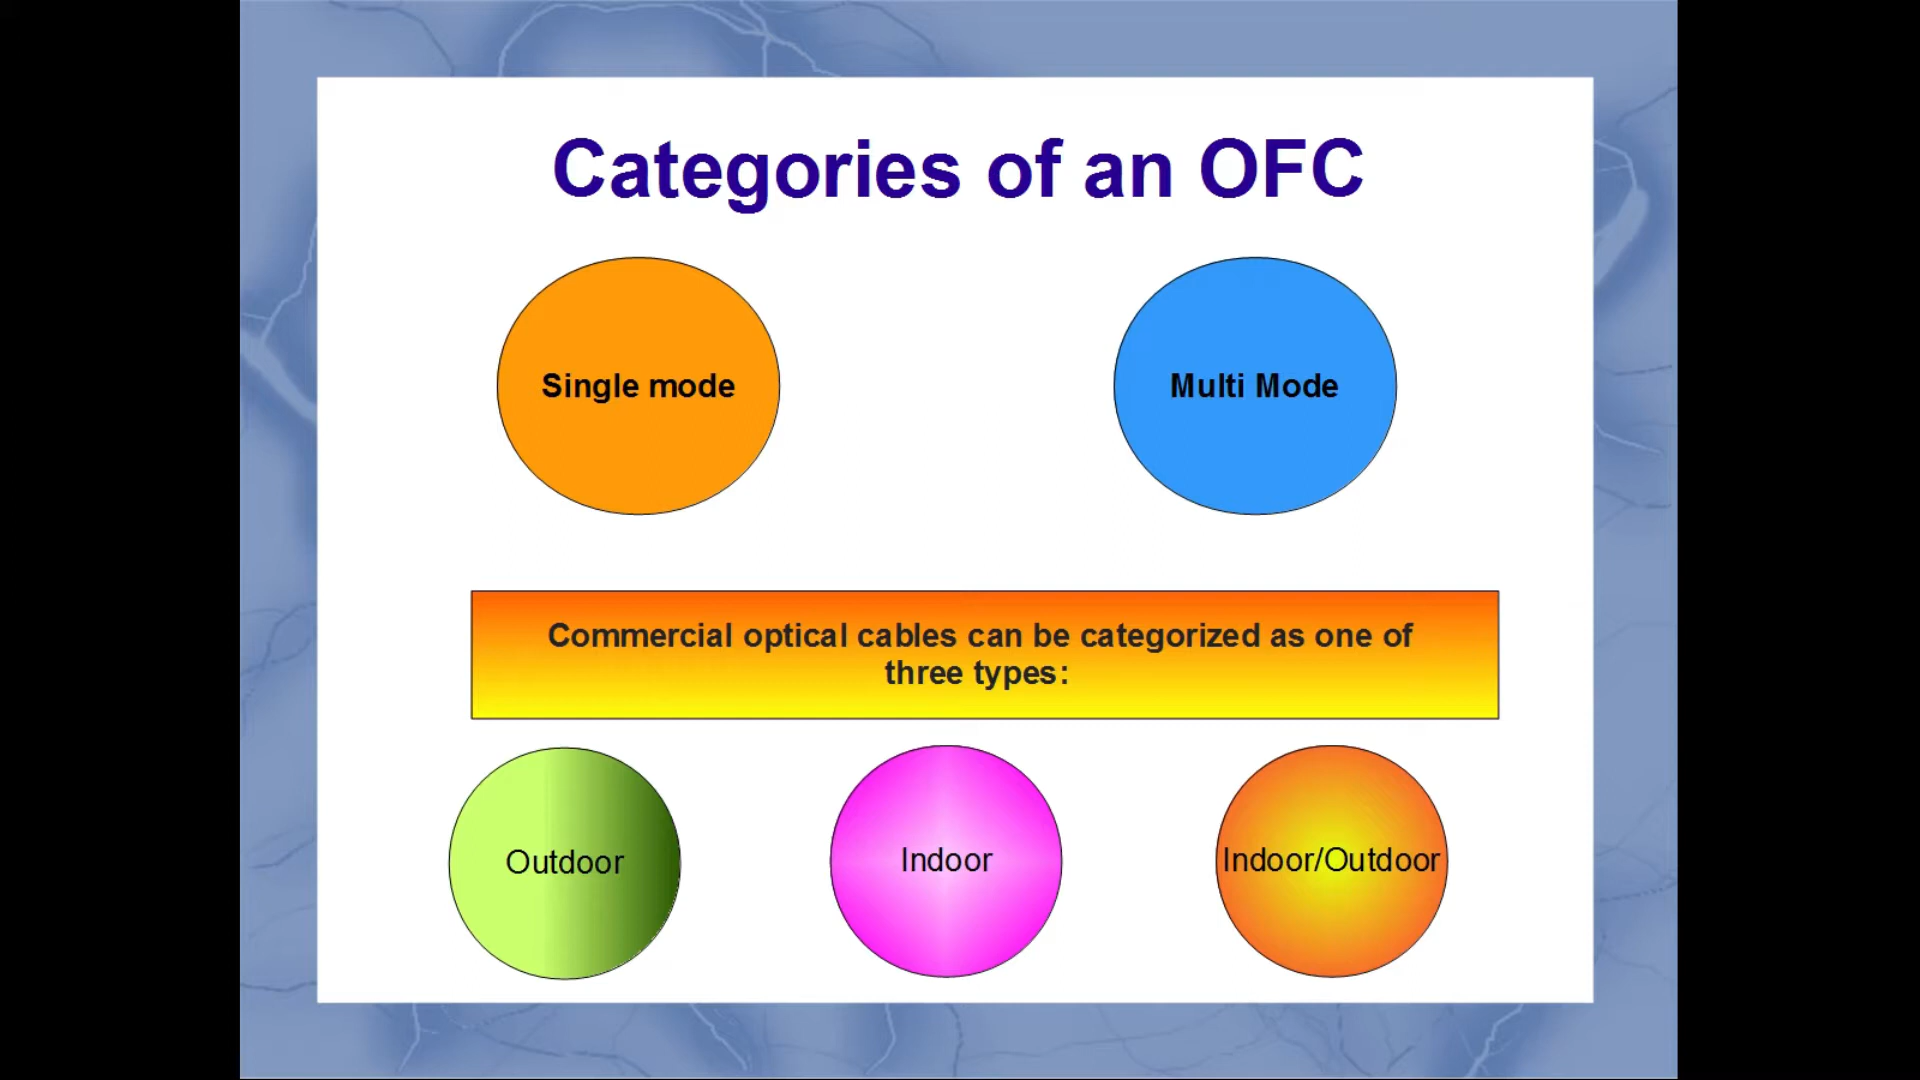 Categories of an OFC
Single mode
Multi Mode
Commercial optical cables can be categorized as one of
three types:
Outdoor
Indoor
Indoor/Outdoor